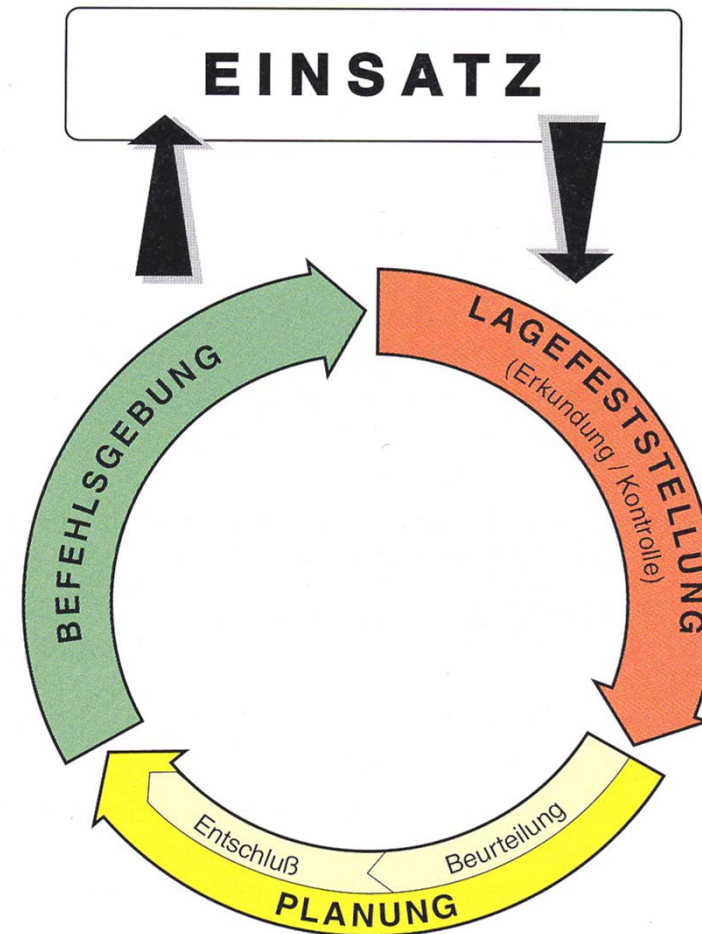 EINSATZ
LAGEFESTSTELLUNG
(Erkundung / Kontrolle)
Beurteilung
Entschluß
PLANUNG
BEFEHLSGEBUNG